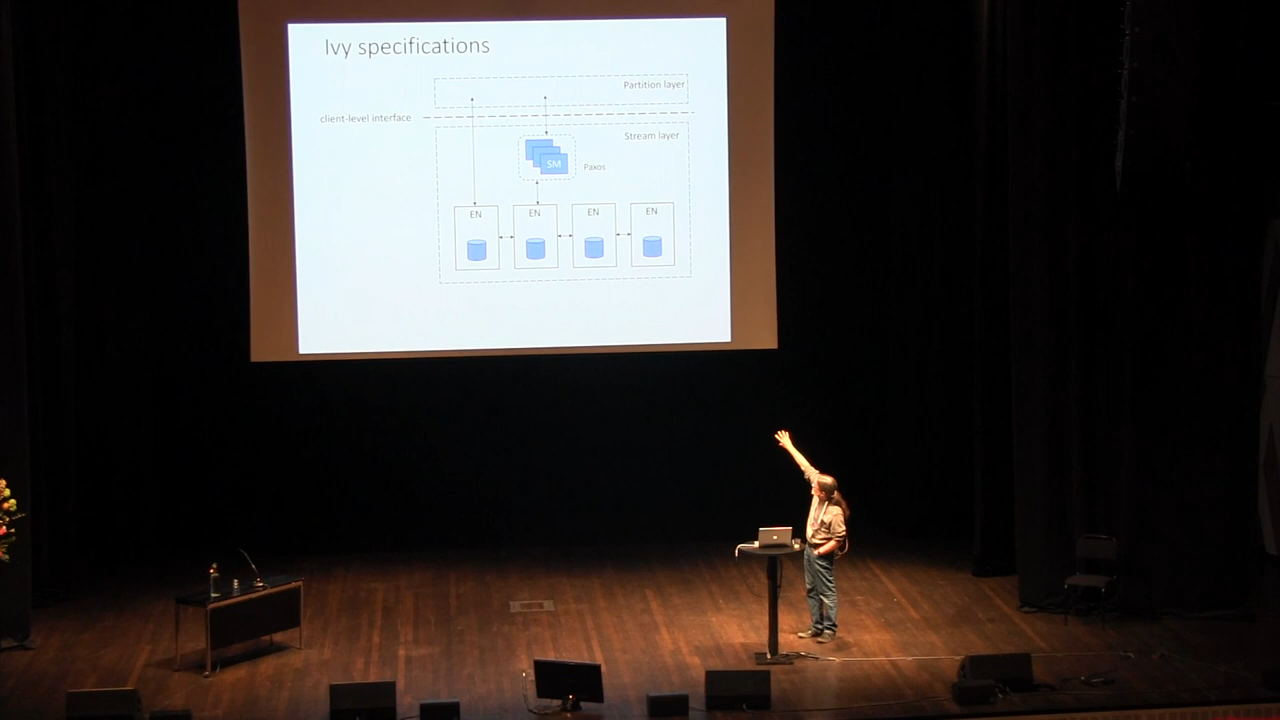 Ivy specifications
Partition layer
client-level interface
Stream layer
SM
Paxos
EN
EN
EN
EN